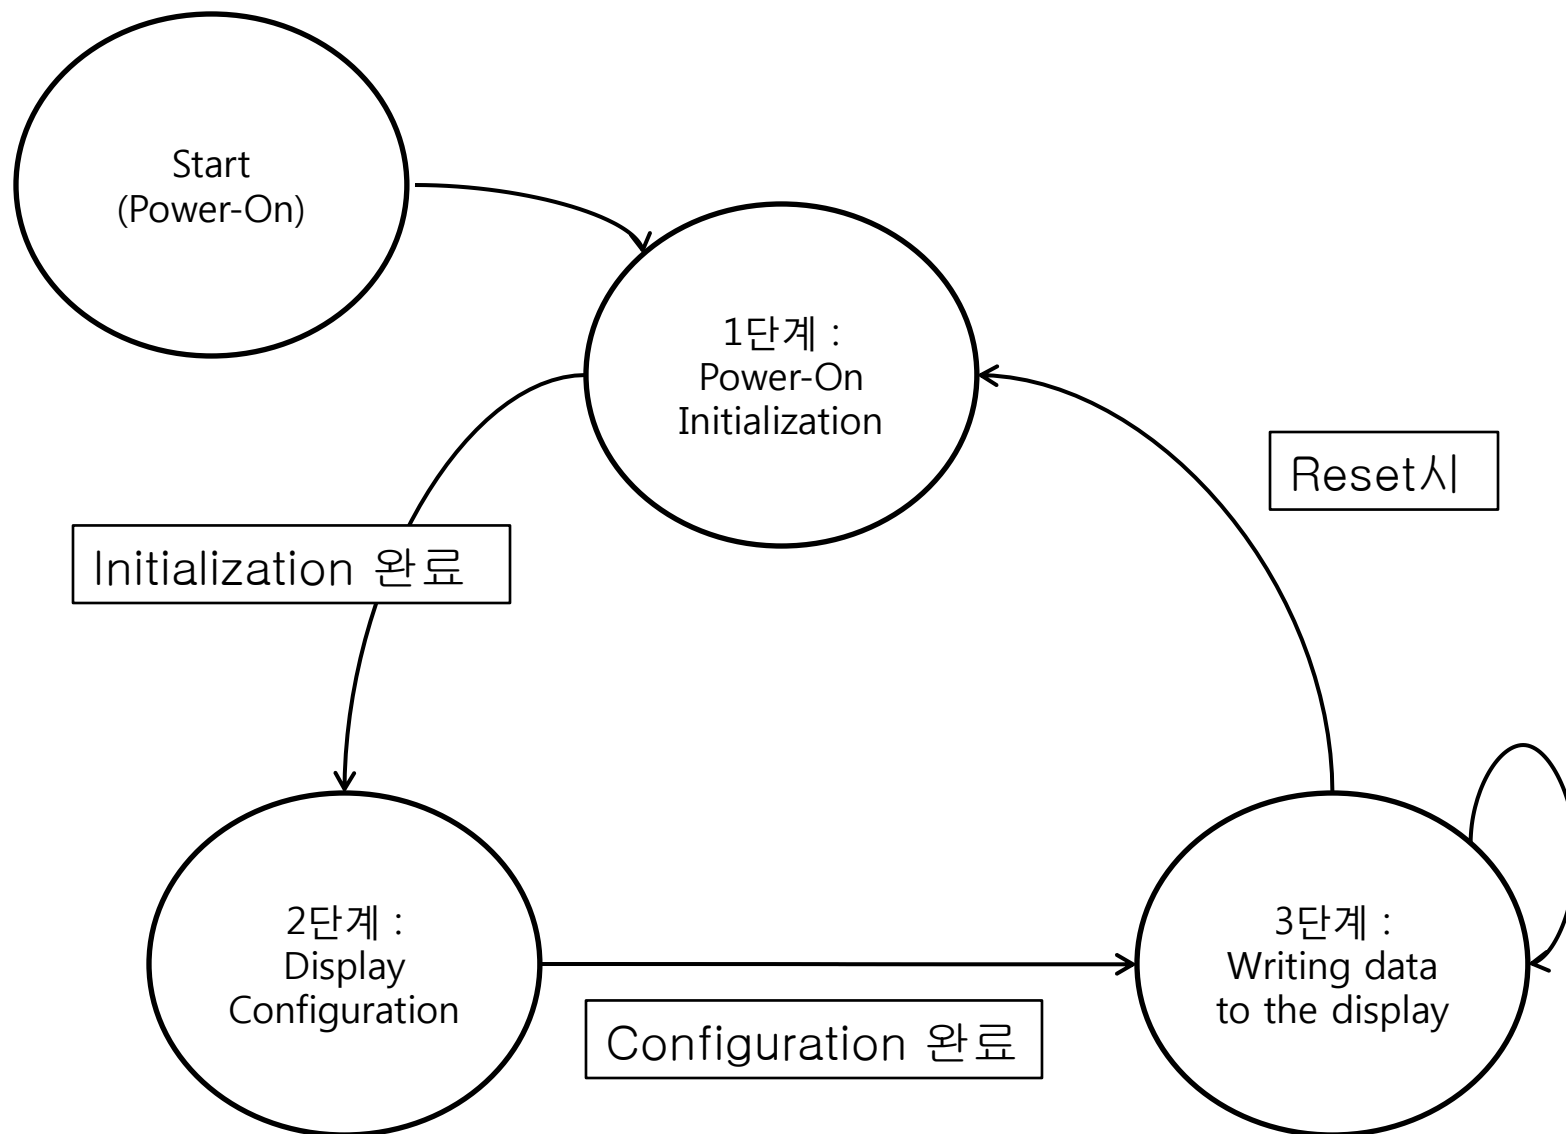 Start
(Power-On)
1단계 :
Power-On
Initialization
Reset시
Initialization 완료
2단계 :
Display
Configuration
3단계 :
Writing data
to the display
Configuration 완료